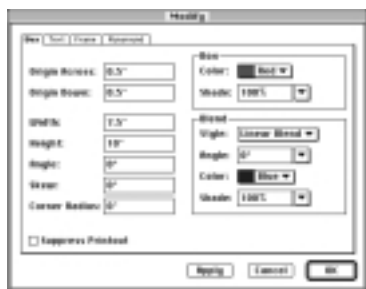 Modify
Box Text Frame Runaround
Origin Across: 0.5"
Origin Down: 0.5"
Width: 7.5"
Height: 10"
Angle: 0°
Skew: 0°
Corner Radius: 0"
Suppress Printout
Box
Color: Red
Shade: 100%
Blend
Style: Linear Blend
Angle: 0°
Color: Blue
Shade: 100%
Apply Cancel OK